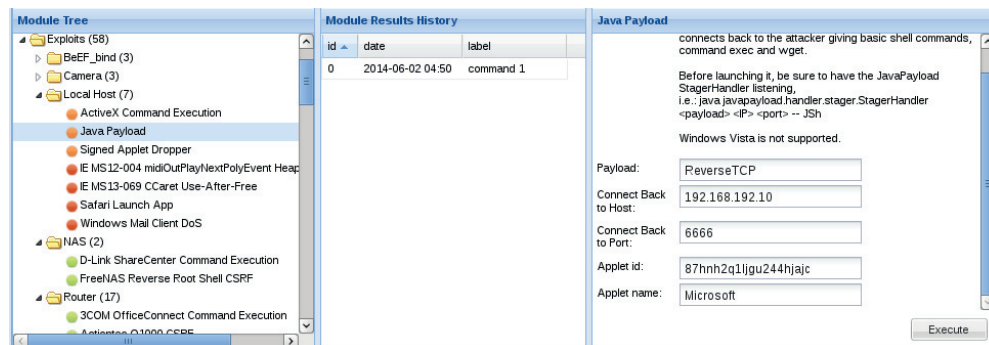 Module Tree
Exploits (58)
BeEF_bind (3)
Camera (3)
Local Host (7)
ActiveX Command Execution
Java Payload
Signed Applet Dropper
IE MS12-004 midiOutPlayNextPolyEvent Heap
IE MS13-069 CCaret Use-After-Free
Safari Launch App
Windows Mail Client DoS
NAS (2)
D-Link ShareCenter Command Execution
FreeNAS Reverse Root Shell CSRF
Router (17)
3COM OfficeConnect Command Execution
Actiontec Q1000 CSRF
Module Results History
id date label
0 2014-06-02 04:50 command 1
Java Payload
connects back to the attacker giving basic shell commands,
command exec and wget.
Before launching it, be sure to have the JavaPayload
StagerHandler listening,
i.e.: java javapayload.handler.stager.StagerHandler
<payload> <IP> <port> -- JSh
Windows Vista is not supported.
Payload: ReverseTCP
Connect Back
to Host: 192.168.192.10
Connect Back
to Port: 6666
Applet id: 87hnh2q1ljgu244hjajc
Applet name: Microsoft
Execute